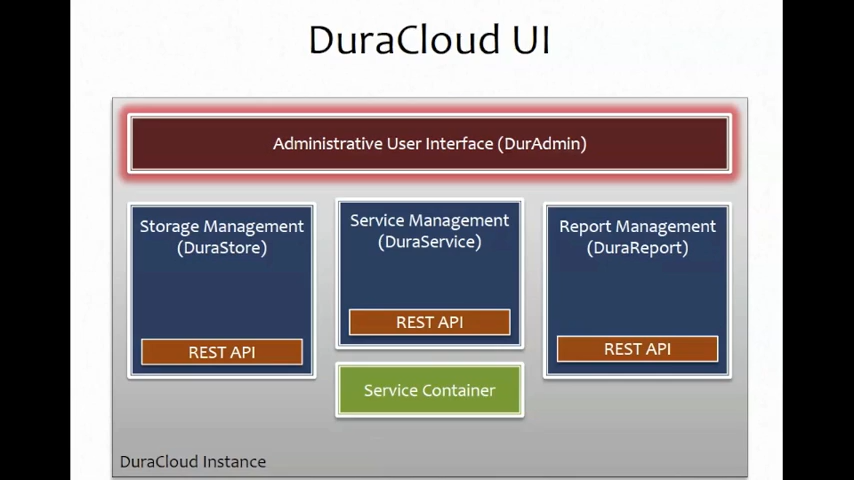 DuraCloud UI
Administrative User Interface (DurAdmin)
Storage Management
(DuraStore)
REST API
Service Management
(DuraService)
REST API
Service Container
Report Management
(DuraReport)
REST API
DuraCloud Instance